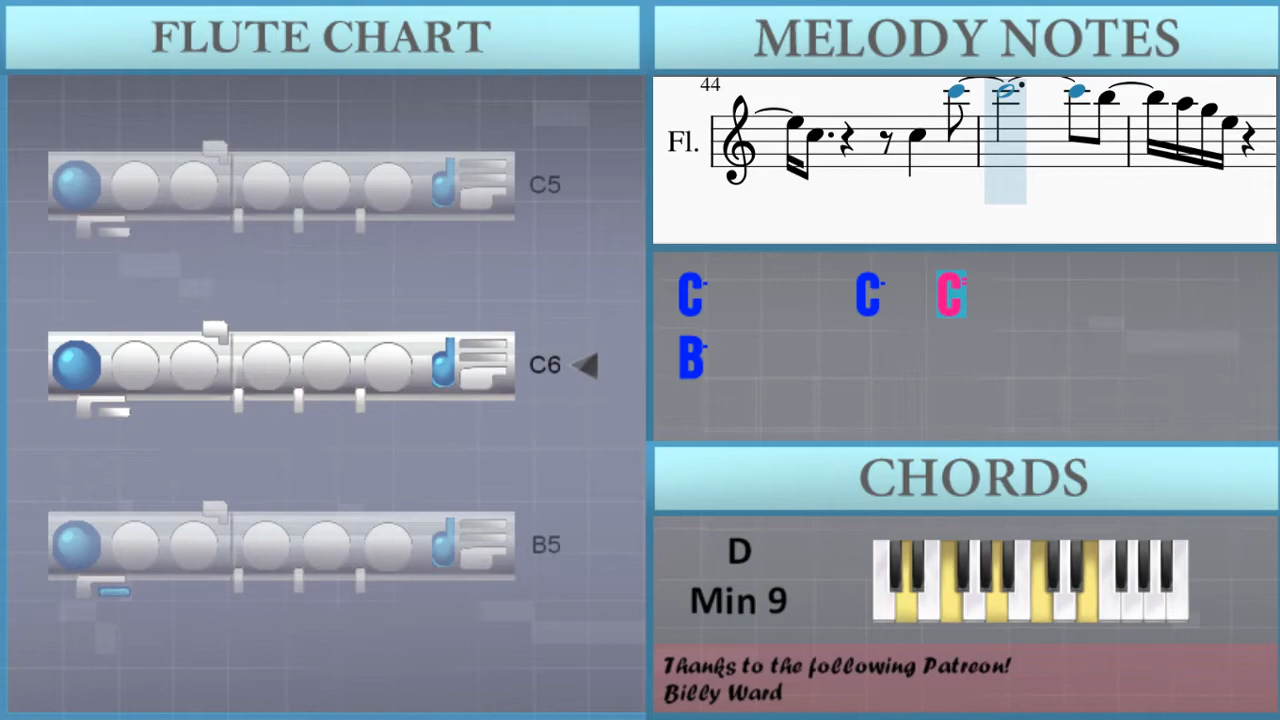 FLUTE CHART
MELODY NOTES
44
Fl.
C5
C6
B5
C C C
B
CHORDS
D
Min 9
Thanks to the following Patreon!
Billy Ward